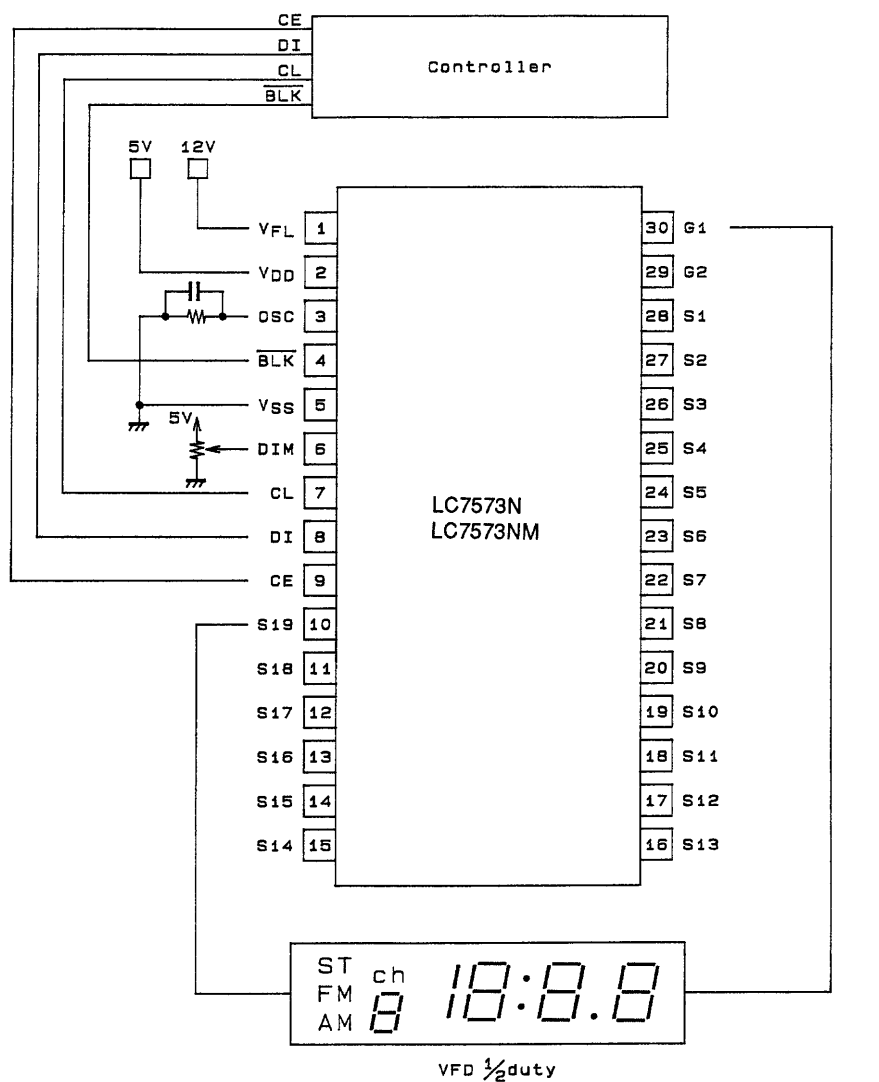 CE
DI
CL
BLK
Controller
5V 12V
VFL 1 30 G1
VDD 2 29 G2
OSC 3 28 S1
BLK 4 27 S2
VSS 5 26 S3
5V
DIM 6 25 S4
CL 7 24 S5
LC7573N
LC7573NM
DI 8 23 S6
CE 9 22 S7
S19 10 21 S8
S18 11 20 S9
S17 12 19 S10
S16 13 18 S11
S15 14 17 S12
S14 15 16 S13
ST
FM
AM
ch
8
18:8.8
VFD 1/2duty